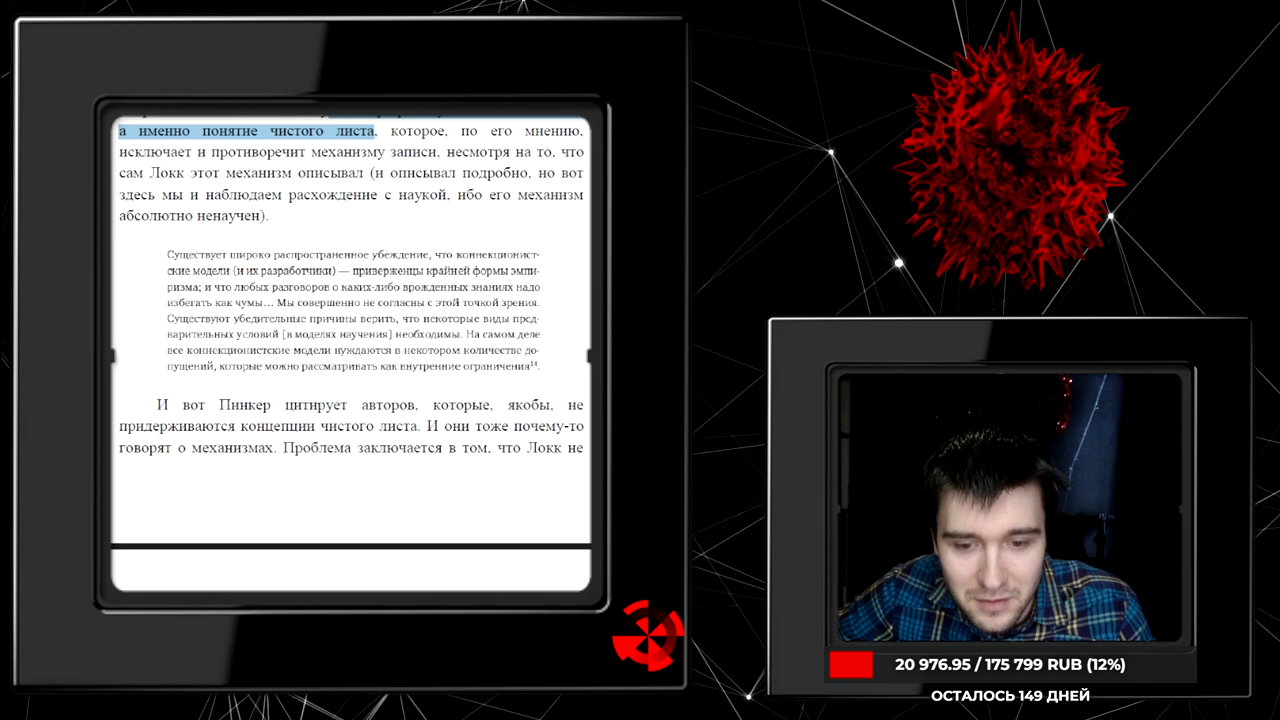 а именно понятие чистого листа, которое, по его мнению,
исключает и противоречит механизму записи, несмотря на то, что
сам Локк этот механизм описывал (и описывал подробно, но вот
здесь мы и наблюдаем расхождение с наукой, ибо его механизм
абсолютно ненаучен).
Существует широко распространенное убеждение, что коннекционист-
ские модели (и их разработчики) — приверженцы крайней формы эмпи-
ризма; и что любых разговоров о каких-либо врожденных знаниях надо
избегать как чумы… Мы совершенно не согласны с этой точкой зрения.
Существуют убедительные причины верить, что некоторые виды пред-
варительных условий [в моделях научения] необходимы. На самом деле
все коннекционистские модели нуждаются в некотором количестве до-
пущений, которые можно рассматривать как внутренние ограничения¹⁴.
И вот Пинкер цитирует авторов, которые, якобы, не
придерживаются концепции чистого листа. И они тоже почему-то
говорят о механизмах. Проблема заключается в том, что Локк не
20 976.95 / 175 799 RUB (12%)
ОСТАЛОСЬ 149 ДНЕЙ